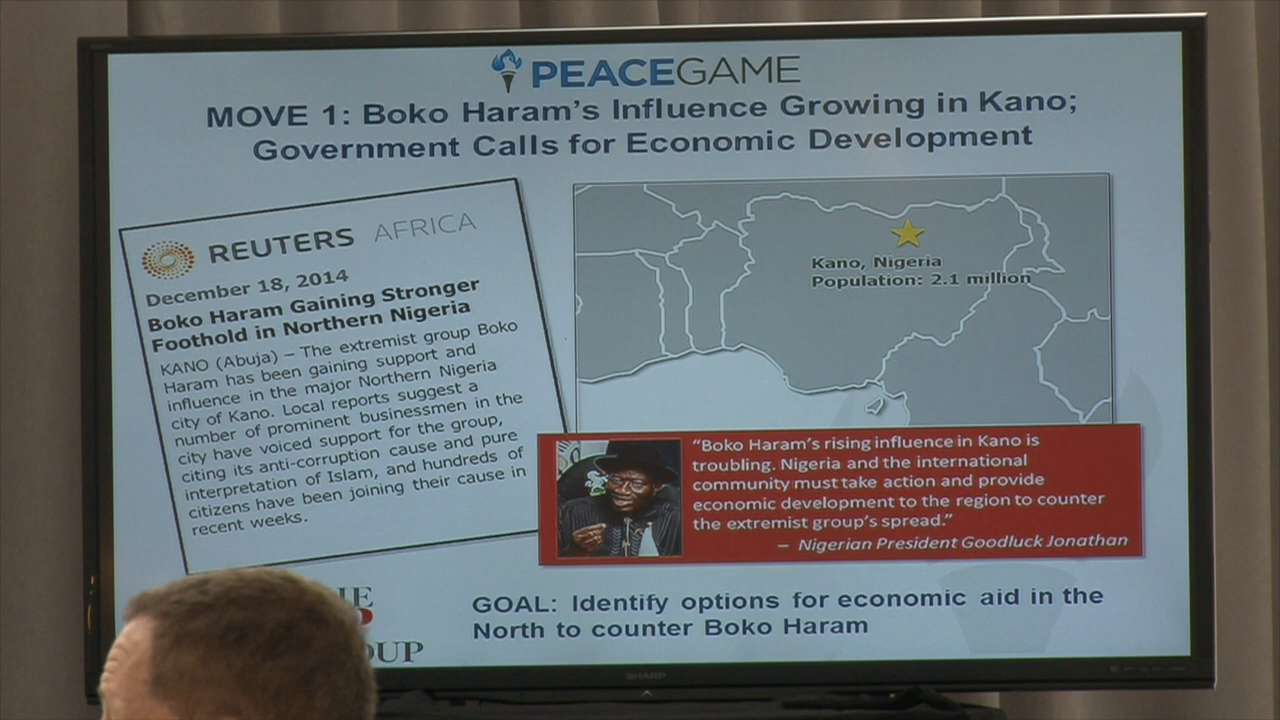 PEACEGAME
MOVE 1: Boko Haram's Influence Growing in Kano;
Government Calls for Economic Development
REUTERS AFRICA
December 18, 2014
Boko Haram Gaining Stronger
Foothold in Northern Nigeria
KANO (Abuja) – The extremist group Boko
Haram has been gaining support and
influence in the major Northern Nigeria
city of Kano. Local reports suggest a
number of prominent businessmen in the
city have voiced support for the group,
citing its anti-corruption cause and pure
interpretation of Islam, and hundreds of
citizens have been joining their cause in
recent weeks.
Kano, Nigeria
Population: 2.1 million
"Boko Haram's rising influence in Kano is
troubling. Nigeria and the international
community must take action and provide
economic development to the region to counter
the extremist group's spread."
– Nigerian President Goodluck Jonathan
GOAL: Identify options for economic aid in the
North to counter Boko Haram
SHARP